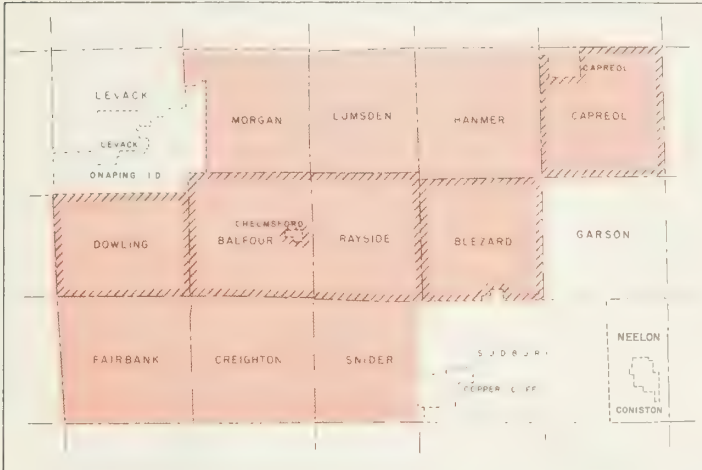 CAPREOL
LEVACK
MORGAN
LUMSDEN
HANMER
CAPREOL
LEVACK
ONAPING I D
CHELMSFORD
DOWLING
BALFOUR
RAYSIDE
BLEZARD
GARSON
NEELON
SUDBURY
FAIRBANK
CREIGHTON
SNIDER
COPPER CLIFF
CONISTON